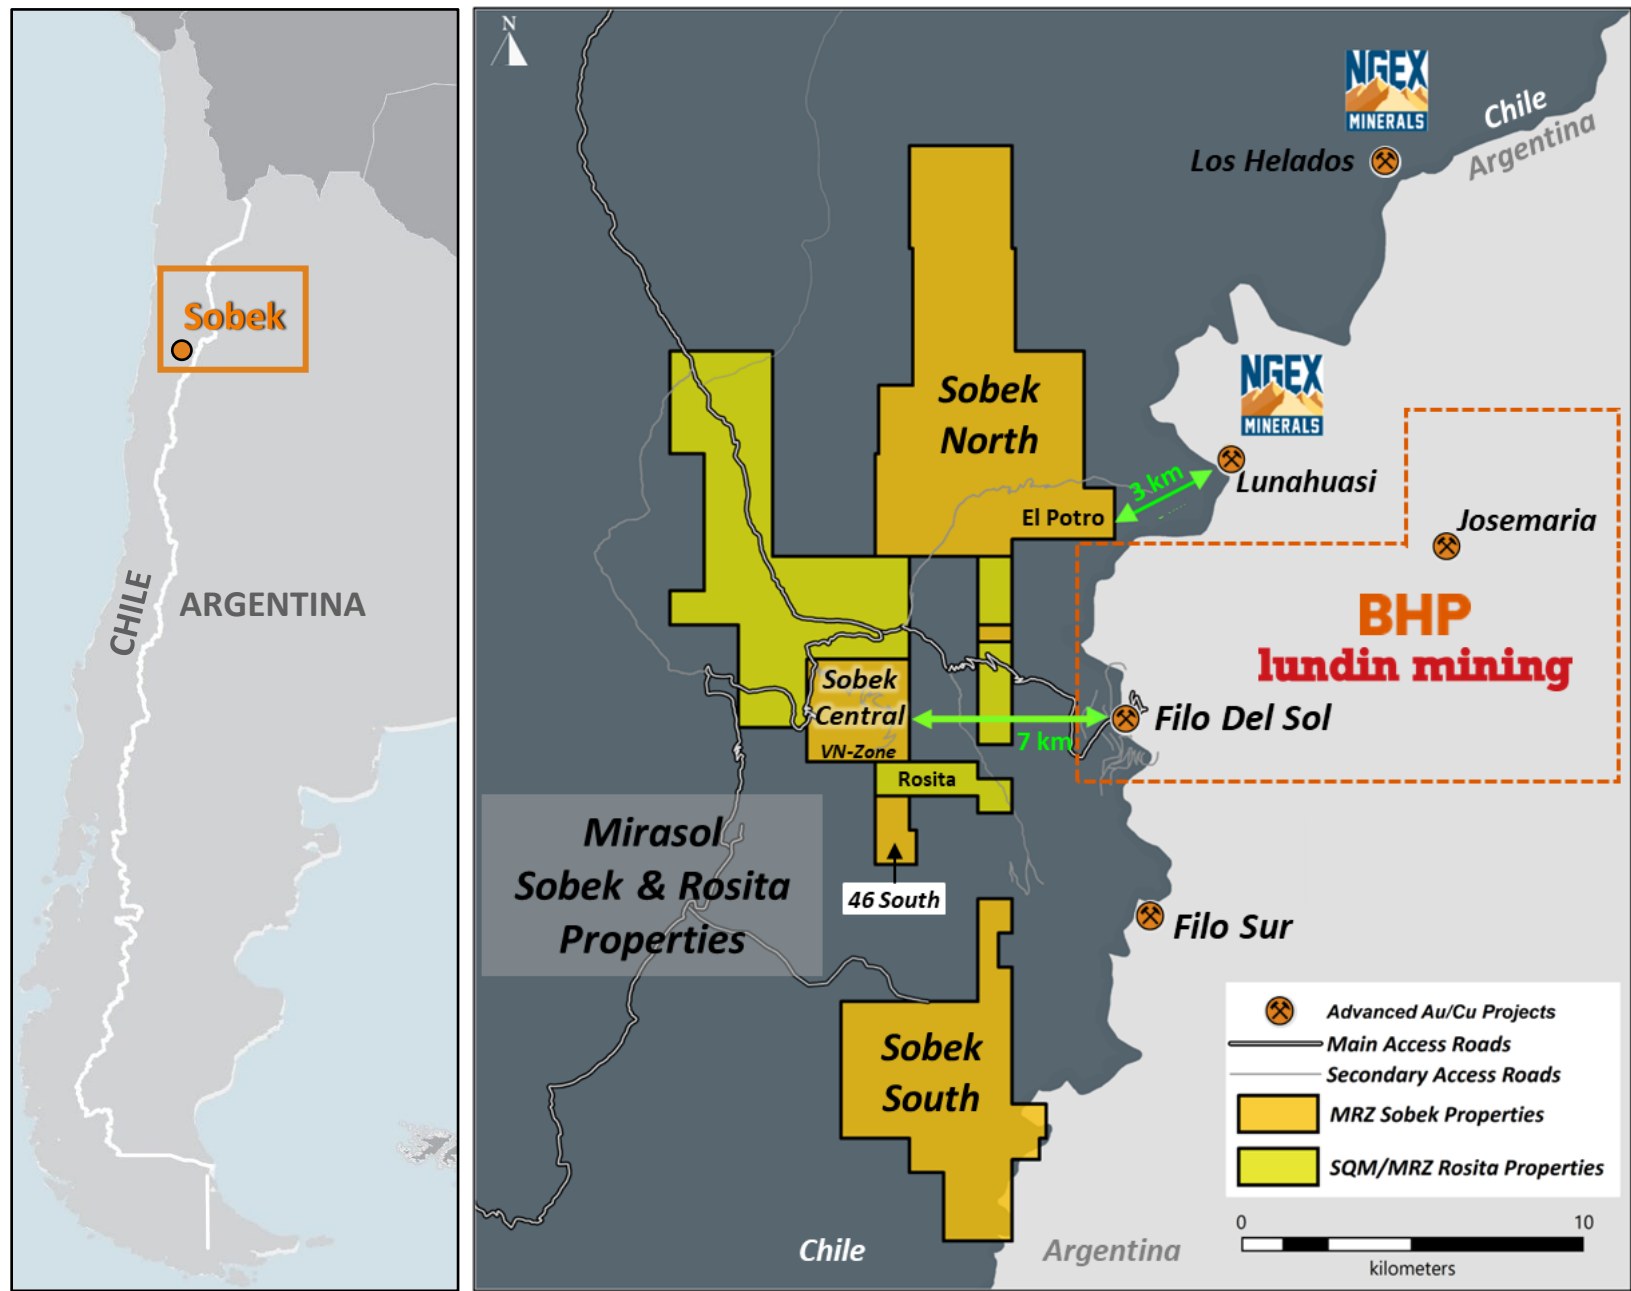 Sobek
CHILE
ARGENTINA
N
NGEX
MINERALS
Chile
Argentina
Los Helados
NGEX
MINERALS
Sobek
North
3 km
Lunahuasi
El Potro
Josemaria
BHP
lundin mining
Sobek
Central
VN-Zone
7 km
Filo Del Sol
Rosita
Mirasol
Sobek & Rosita
Properties
46 South
Filo Sur
Sobek
South
Advanced Au/Cu Projects
Main Access Roads
Secondary Access Roads
MRZ Sobek Properties
SQM/MRZ Rosita Properties
Chile
Argentina
0 10
kilometers